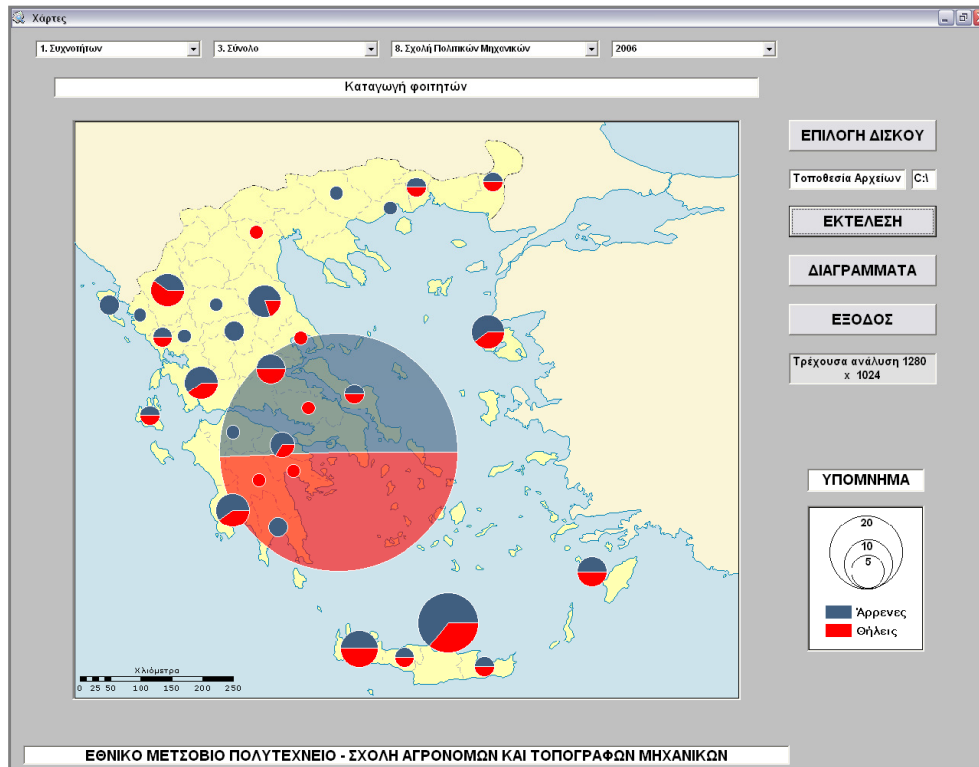 Χάρτες
1. Συχνοτήτων
3. Σύνολο
8. Σχολή Πολιτικών Μηχανικών
2006
Καταγωγή φοιτητών
ΕΠΙΛΟΓΗ ΔΙΣΚΟΥ
Τοποθεσία Αρχείων
C:\
ΕΚΤΕΛΕΣΗ
ΔΙΑΓΡΑΜΜΑΤΑ
ΕΞΟΔΟΣ
Τρέχουσα ανάλυση 1280
x 1024
ΥΠΟΜΝΗΜΑ
20
10
5
Άρρενες
Θήλεις
Χλιόμετρα
0 25 50 100 150 200 250
ΕΘΝΙΚΟ ΜΕΤΣΟΒΙΟ ΠΟΛΥΤΕΧΝΕΙΟ - ΣΧΟΛΗ ΑΓΡΟΝΟΜΩΝ ΚΑΙ ΤΟΠΟΓΡΑΦΩΝ ΜΗΧΑΝΙΚΩΝ